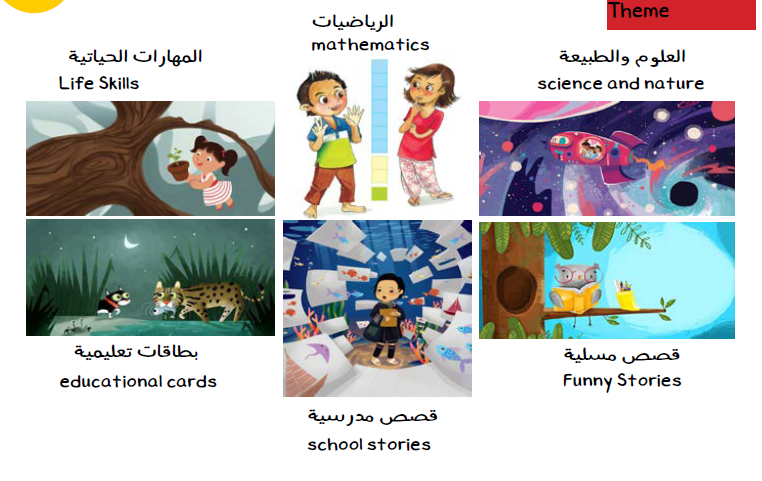 Theme
الرياضيات
mathematics
المهارات الحياتية
Life Skills
العلوم والطبيعة
science and nature
بطاقات تعليمية
educational cards
قصص مدرسية
school stories
قصص مسلية
Funny Stories